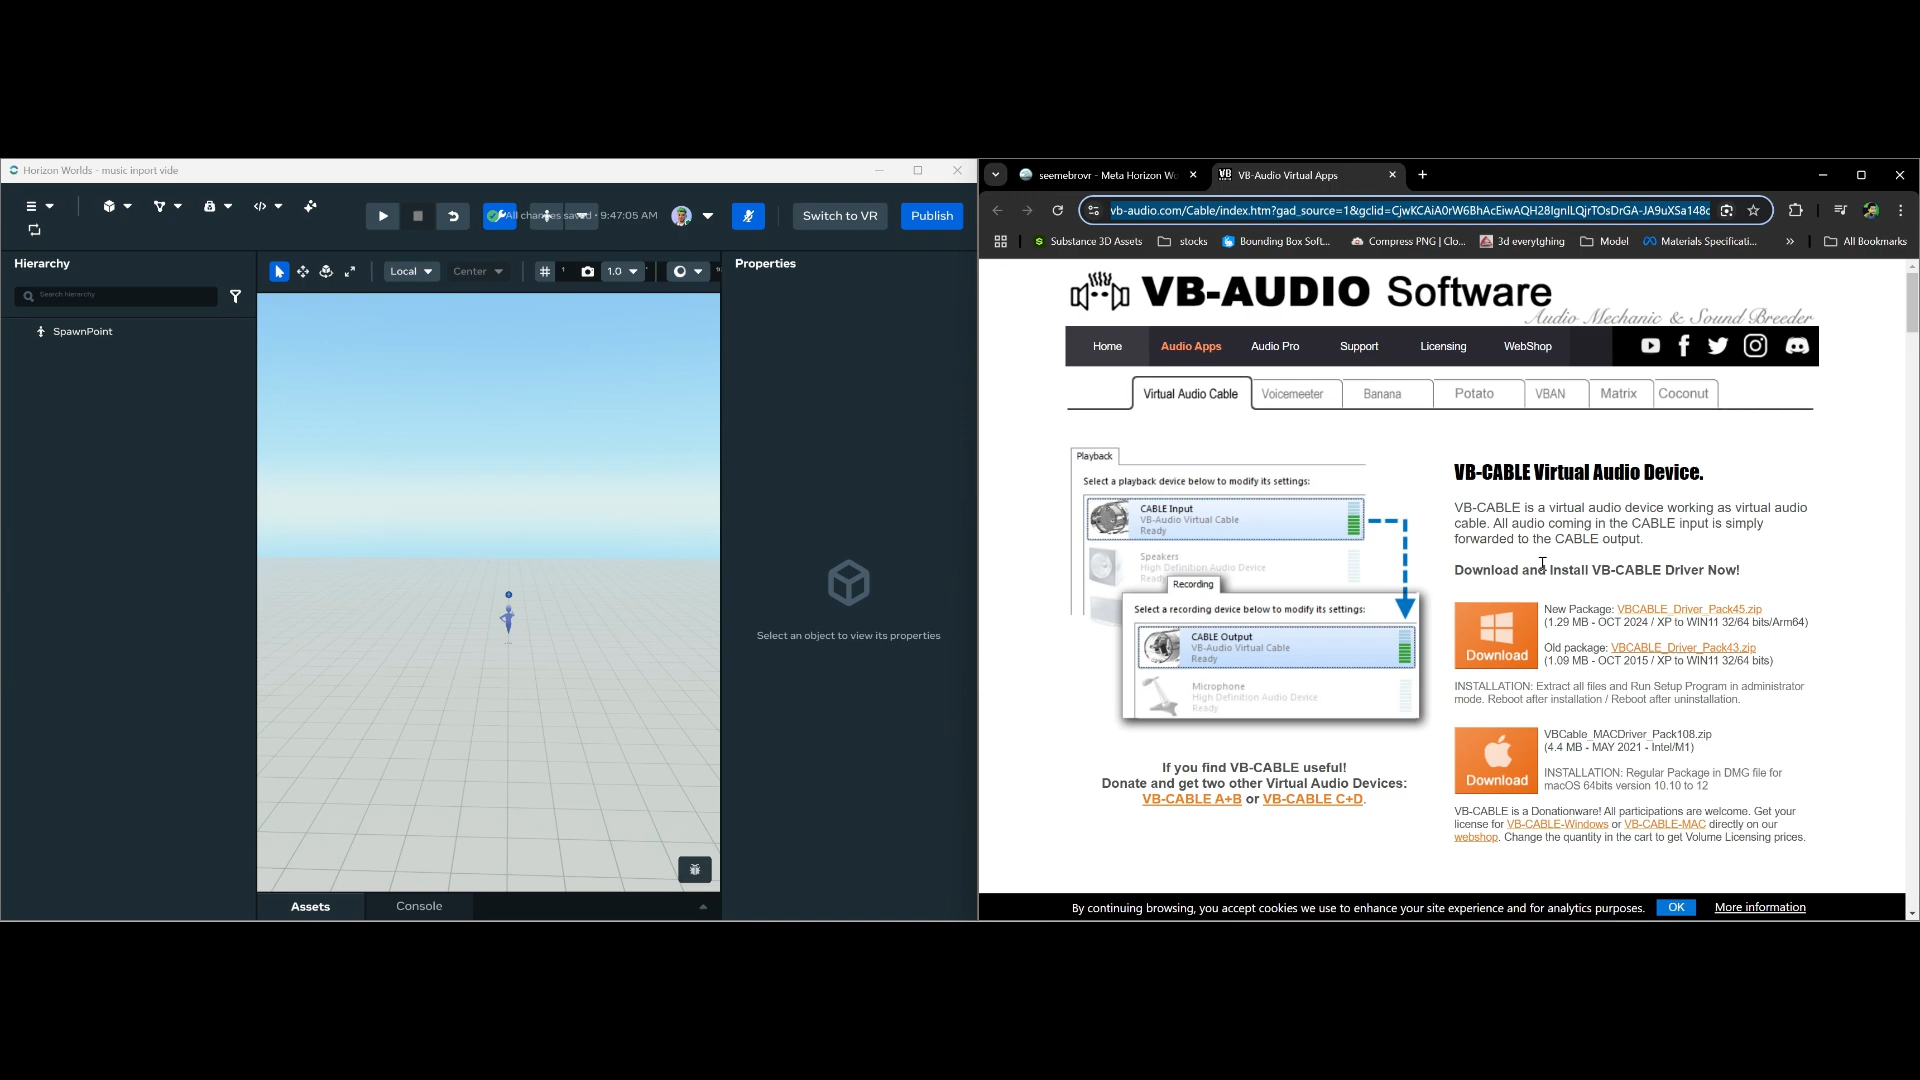 Horizon Worlds - music inport vide
All changes saved • 9:47:05 AM
Switch to VR
Publish
Hierarchy
Search hierarchy
SpawnPoint
Local
Center
1
1.0
Properties
Select an object to view its properties
Assets
Console
seemebrovr - Meta Horizon Wo
VB-Audio Virtual Apps
vb-audio.com/Cable/index.htm?gad_source=1&gclid=
Substance 3D Assets
stocks
Bounding Box Soft...
Compress PNG | Clo...
3d everytghing
Model
Materials Specificati...
All Bookmarks
VB-AUDIO Software
Audio Mechanic & Sound Breeder
Home
Audio Apps
Audio Pro
Support
Licensing
WebShop
Virtual Audio Cable
Voicemeeter
Banana
Potato
VBAN
Matrix
Coconut
Playback
Select a playback device below to modify its settings:
CABLE Input
VB-Audio Virtual Cable
Ready
Speakers
High Definition Audio Device
Ready
Recording
Select a recording device below to modify its settings:
CABLE Output
VB-Audio Virtual Cable
Ready
Microphone
High Definition Audio Device
Ready
If you find VB-CABLE useful!
Donate and get two other Virtual Audio Devices:
VB-CABLE A+B or VB-CABLE C+D.
VB-CABLE Virtual Audio Device.
VB-CABLE is a virtual audio device working as virtual audio
cable. All audio coming in the CABLE input is simply
forwarded to the CABLE output.
Download and Install VB-CABLE Driver Now!
Download
New Package: VBCABLE_Driver_Pack45.zip
(1.29 MB - OCT 2024 / XP to WIN11 32/64 bits/Arm64)
Old package: VBCABLE_Driver_Pack43.zip
(1.09 MB - OCT 2015 / XP to WIN11 32/64 bits)
INSTALLATION: Extract all files and Run Setup Program in administrator
mode. Reboot after installation / Reboot after uninstallation.
Download
VBCable_MACDriver_Pack108.zip
(4.4 MB - MAY 2021 - Intel/M1)
INSTALLATION: Regular Package in DMG file for
macOS 64bits version 10.10 to 12
VB-CABLE is a Donationware! All participations are welcome. Get your
license for VB-CABLE-Windows or VB-CABLE-MAC directly on our
webshop. Change the quantity in the cart to get Volume Licensing prices.
By continuing browsing, you accept cookies we use to enhance your site experience and for analytics purposes.
OK
More information